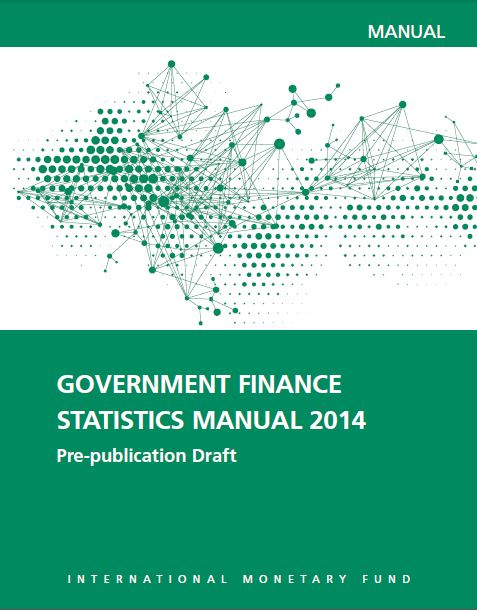 MANUAL
GOVERNMENT FINANCE
STATISTICS MANUAL 2014
Pre-publication Draft
INTERNATIONAL MONETARY FUND